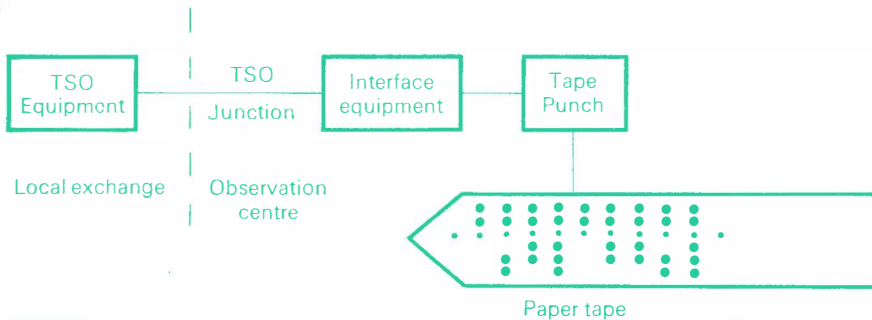 TSO
Equipment
TSO
Junction
Interface
equipment
Tape
Punch
Local exchange
Observation
centre
Paper tape